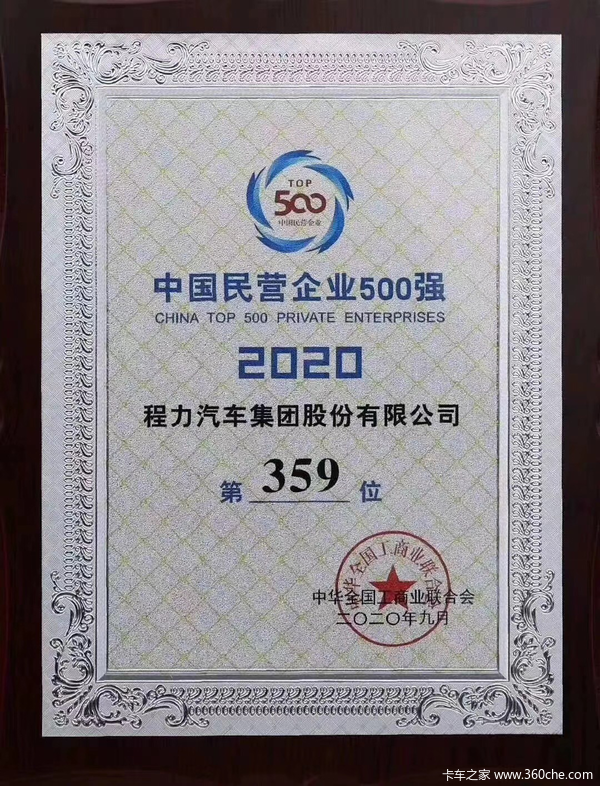 TOP
500
中国民营企业
中国民营企业500强
CHINA TOP 500 PRIVATE ENTERPRISES
2020
程力汽车集团股份有限公司
第 359 位
中华全国工商业联合会
中华全国工商业联合会
二〇二〇年九月
卡车之家 www.360che.com